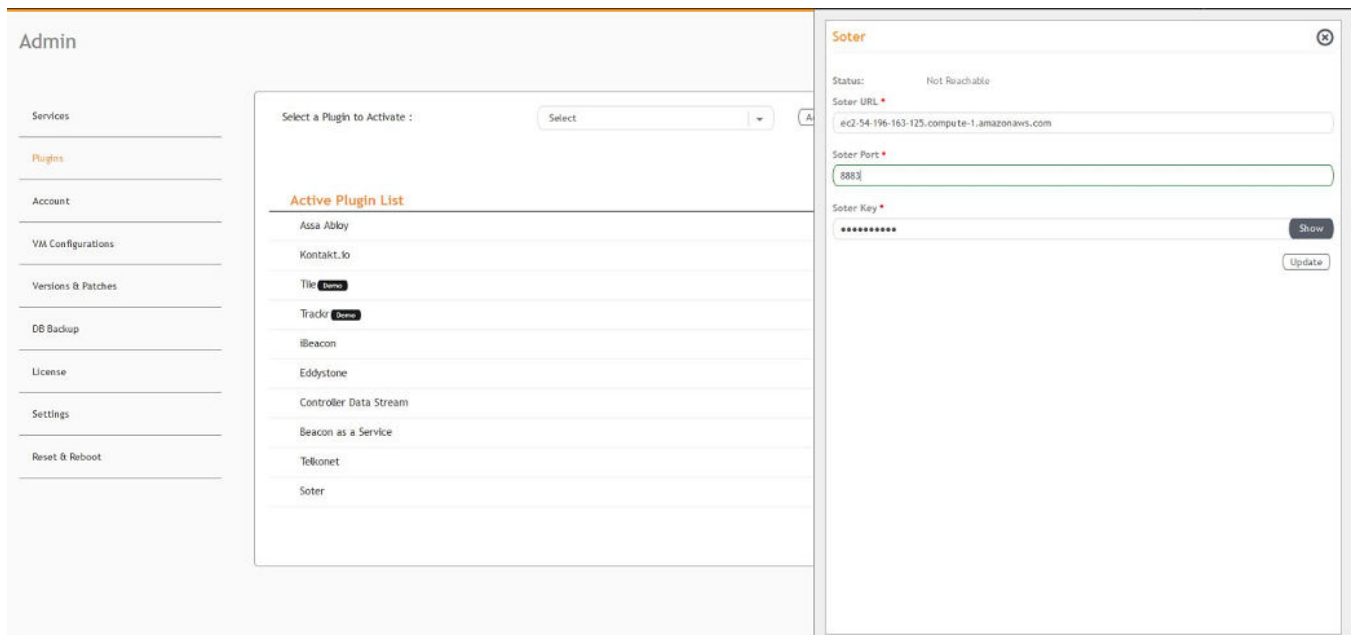 Admin
Services
Plugins
Account
VM Configurations
Versions & Patches
DB Backup
License
Settings
Reset & Reboot
Select a Plugin to Activate :
Select
Active Plugin List
Assa Abloy
Kontakt.io
Tile Demo
Trackr Demo
iBeacon
Eddystone
Controller Data Stream
Beacon as a Service
Telkonet
Soter
Soter
Status: Not Reachable
Soter URL *
ec2-54-196-163-125.compute-1.amazonaws.com
Soter Port *
8883
Soter Key *
••••••••••
Show
Update